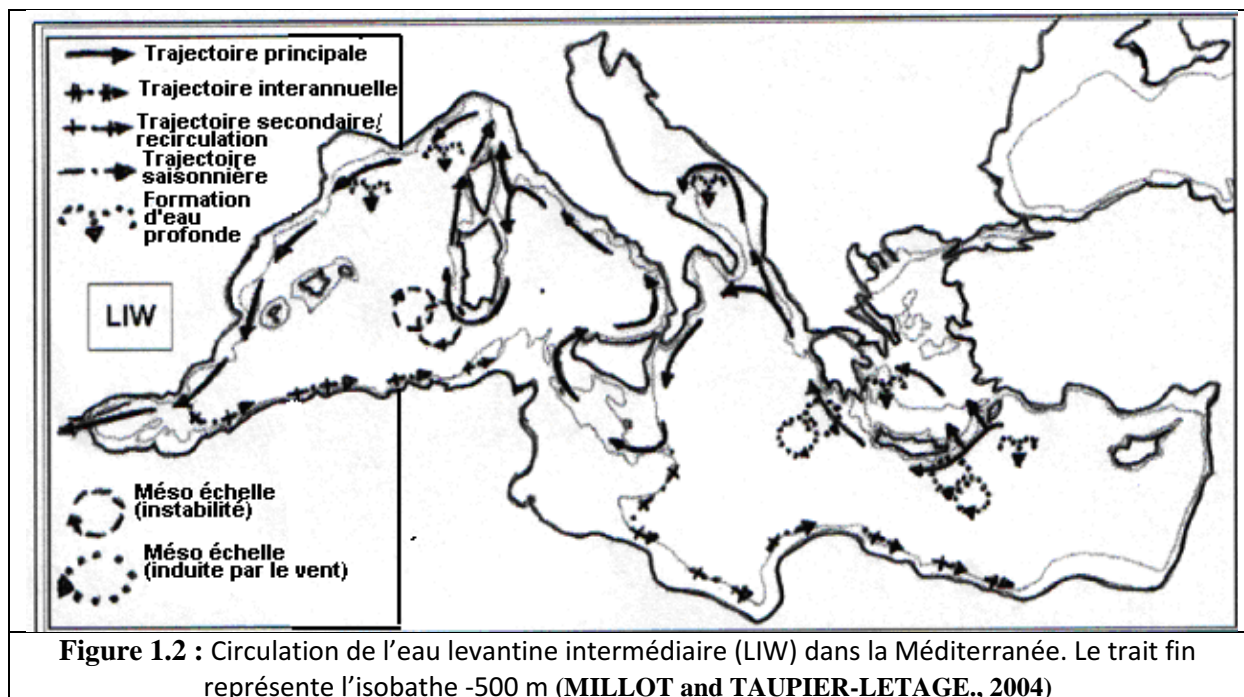 Trajectoire principale
Trajectoire interannuelle
Trajectoire secondaire/
recirculation
Trajectoire
saisonnière
Formation
d'eau
profonde
LIW
Méso échelle
(instabilité)
Méso échelle
(induite par le vent)
Figure 1.2 : Circulation de l'eau levantine intermédiaire (LIW) dans la Méditerranée. Le trait fin
représente l'isobathe -500 m (MILLOT and TAUPIER-LETAGE., 2004)